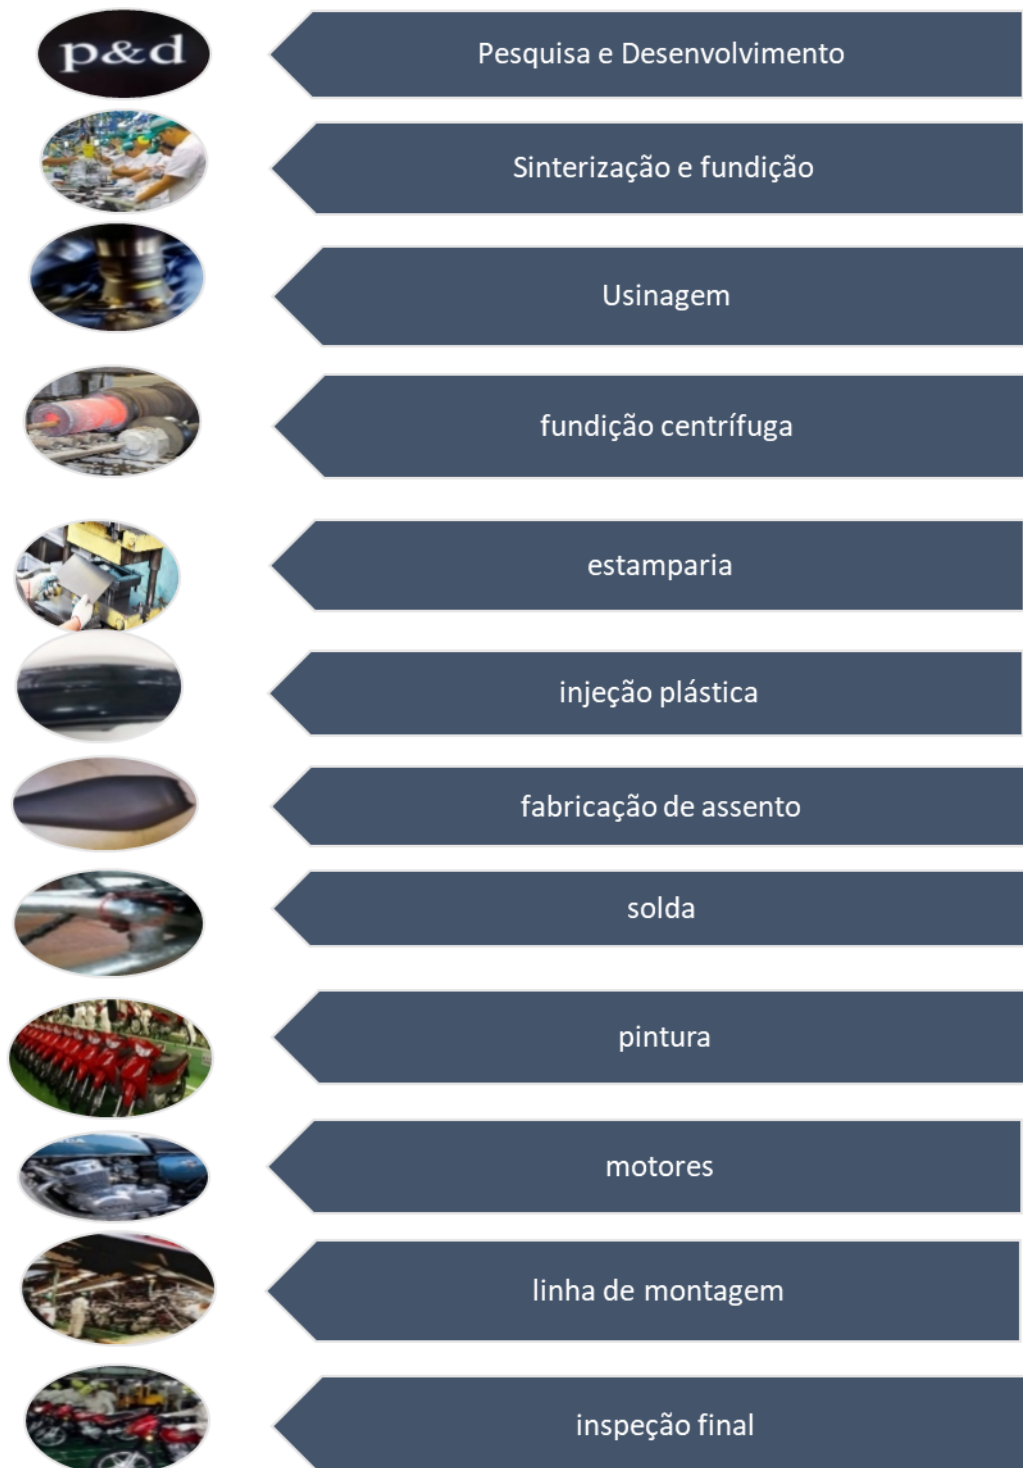 p&d
Pesquisa e Desenvolvimento
Sinterização e fundição
Usinagem
fundição centrífuga
estamparia
injeção plástica
fabricação de assento
solda
pintura
motores
linha de montagem
inspeção final